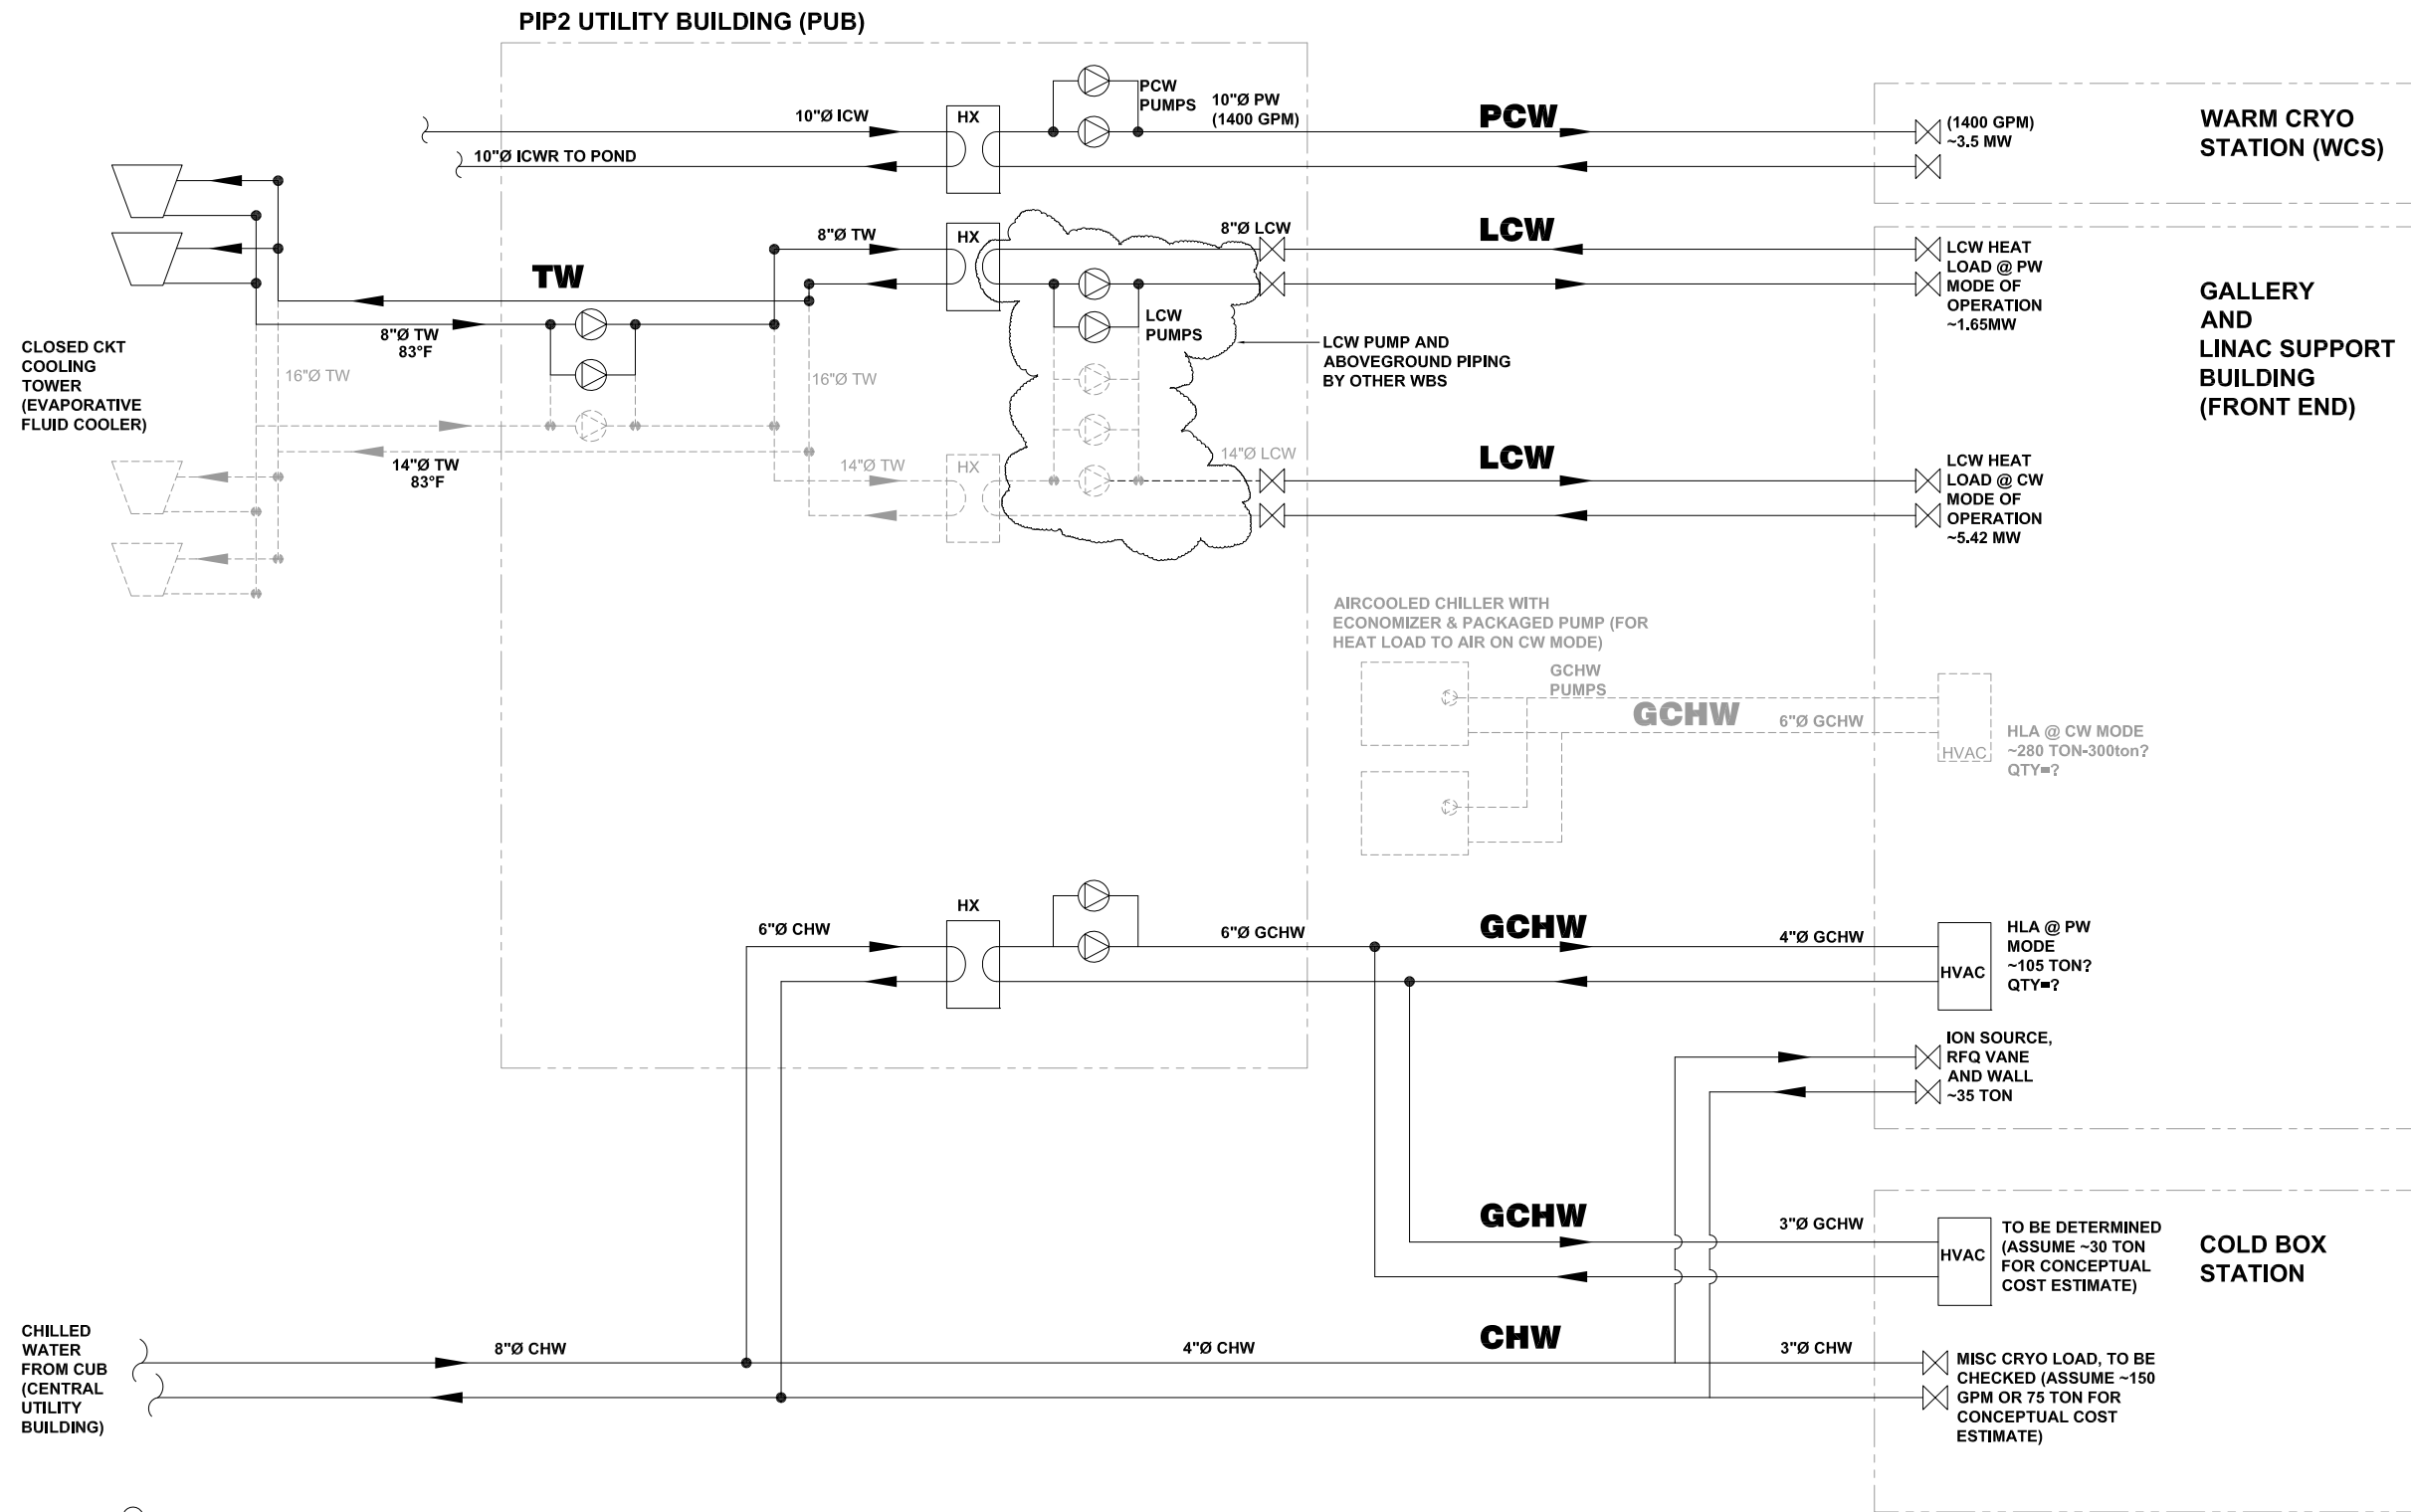 PIP2 UTILITY BUILDING (PUB)
PCW
PUMPS
10"Ø PW
(1400 GPM)
PCW
10"Ø ICW
HX
(1400 GPM)
~3.5 MW
WARM CRYO
STATION (WCS)
10"Ø ICWR TO POND
8"Ø TW
HX
8"Ø LCW
LCW
LCW HEAT
LOAD @ PW
MODE OF
OPERATION
~1.65MW
GALLERY
AND
LINAC SUPPORT
BUILDING
(FRONT END)
TW
8"Ø TW
83°F
LCW
PUMPS
LCW PUMP AND
ABOVEGROUND PIPING
BY OTHER WBS
CLOSED CKT
COOLING
TOWER
(EVAPORATIVE
FLUID COOLER)
16"Ø TW
16"Ø TW
14"Ø TW
83°F
14"Ø TW
HX
14"Ø LCW
LCW
LCW HEAT
LOAD @ CW
MODE OF
OPERATION
~5.42 MW
AIRCOOLED CHILLER WITH
ECONOMIZER & PACKAGED PUMP (FOR
HEAT LOAD TO AIR ON CW MODE)
GCHW
PUMPS
GCHW
6"Ø GCHW
HVAC
HLA @ CW MODE
~280 TON-300ton?
QTY=?
6"Ø CHW
HX
6"Ø GCHW
GCHW
4"Ø GCHW
HVAC
HLA @ PW
MODE
~105 TON?
QTY=?
ION SOURCE,
RFQ VANE
AND WALL
~35 TON
GCHW
3"Ø GCHW
HVAC
TO BE DETERMINED
(ASSUME ~30 TON
FOR CONCEPTUAL
COST ESTIMATE)
COLD BOX
STATION
CHILLED
WATER
FROM CUB
(CENTRAL
UTILITY
BUILDING)
8"Ø CHW
4"Ø CHW
CHW
3"Ø CHW
MISC CRYO LOAD, TO BE
CHECKED (ASSUME ~150
GPM OR 75 TON FOR
CONCEPTUAL COST
ESTIMATE)